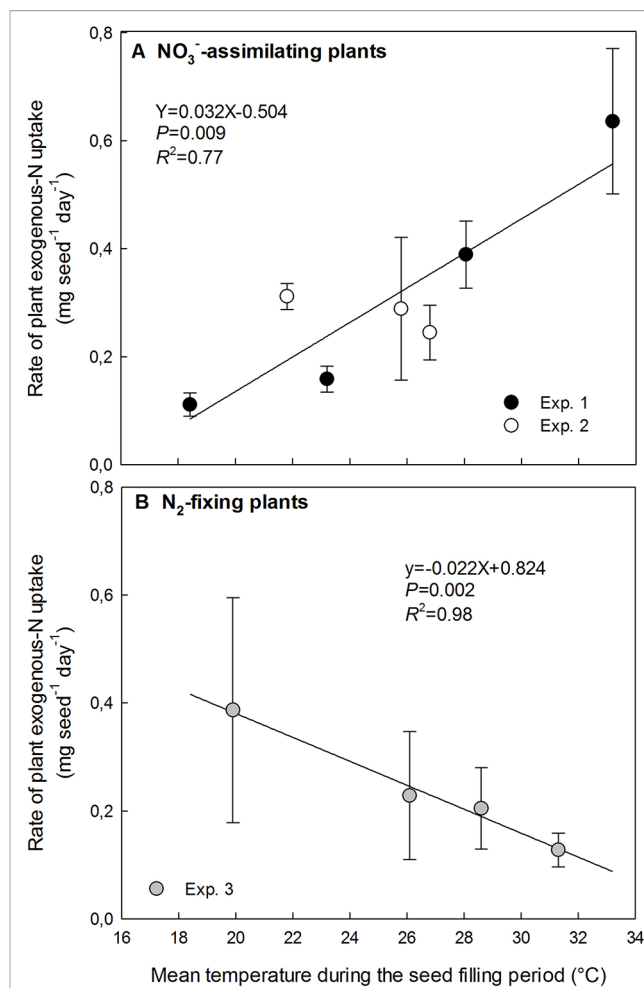 A NO₃⁻-assimilating plants
Y=0.032X-0.504
P=0.009
R²=0.77
Rate of plant exogenous-N uptake
(mg seed⁻¹ day⁻¹)
0,8
0,6
0,4
0,2
0,0
Exp. 1
Exp. 2
B N₂-fixing plants
y=-0.022X+0.824
P=0.002
R²=0.98
Rate of plant exogenous-N uptake
(mg seed⁻¹ day⁻¹)
0,8
0,6
0,4
0,2
0,0
Exp. 3
16 18 20 22 24 26 28 30 32 34
Mean temperature during the seed filling period (°C)